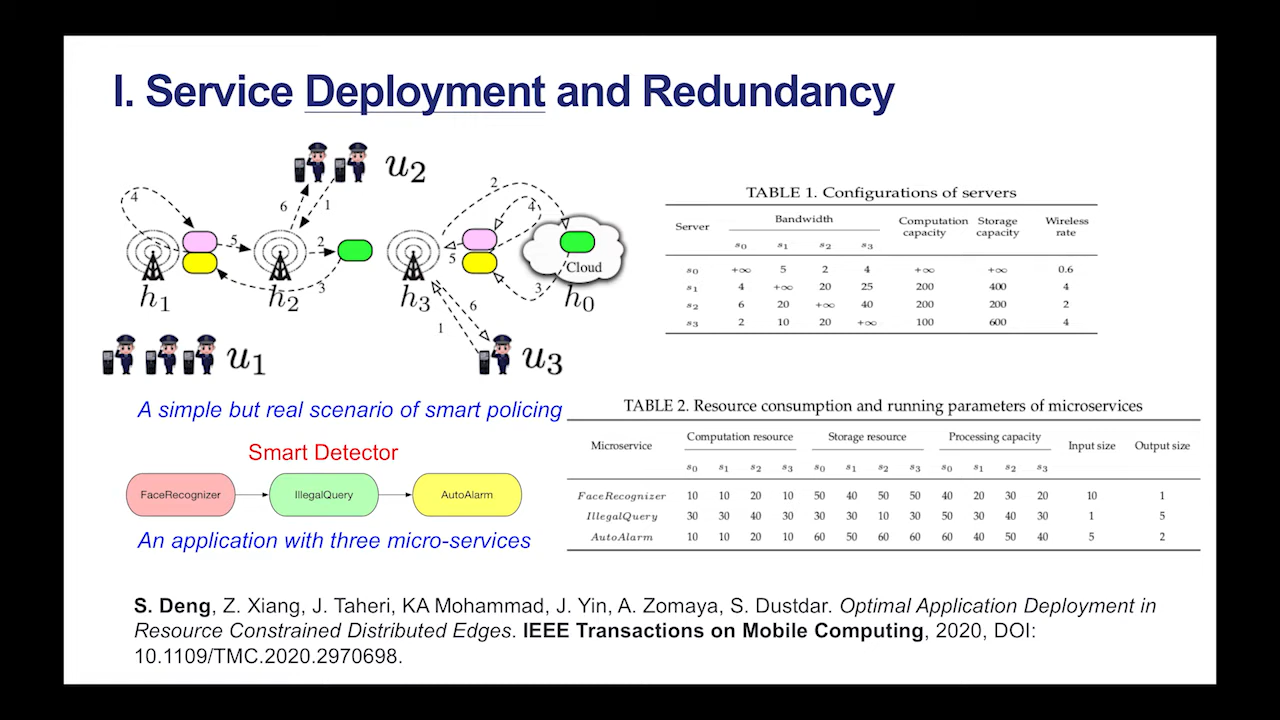 I. Service Deployment and Redundancy
u2
2
4
6
1
4
5
2
5
3
3
Cloud
h1
h2
h3
h0
6
1
u1
u3
A simple but real scenario of smart policing
Smart Detector
FaceRecognizer
IllegalQuery
AutoAlarm
An application with three micro-services
TABLE 1. Configurations of servers
Server Bandwidth Computation capacity Storage capacity Wireless rate
s0 s1 s2 s3
s0 +∞ 5 2 4 +∞ +∞ 0.6
s1 4 +∞ 20 25 200 400 4
s2 6 20 +∞ 40 200 200 2
s3 2 10 20 +∞ 100 600 4
TABLE 2. Resource consumption and running parameters of microservices
Microservice Computation resource Storage resource Processing capacity Input size Output size
s0 s1 s2 s3 s0 s1 s2 s3 s0 s1 s2 s3
FaceRecognizer 10 10 20 10 50 40 50 50 40 20 30 20 10 1
IllegalQuery 30 30 40 30 30 30 10 30 50 30 40 30 1 5
AutoAlarm 10 10 20 10 60 50 60 60 60 40 50 40 5 2
S. Deng, Z. Xiang, J. Taheri, KA Mohammad, J. Yin, A. Zomaya, S. Dustdar. Optimal Application Deployment in
Resource Constrained Distributed Edges. IEEE Transactions on Mobile Computing, 2020, DOI:
10.1109/TMC.2020.2970698.